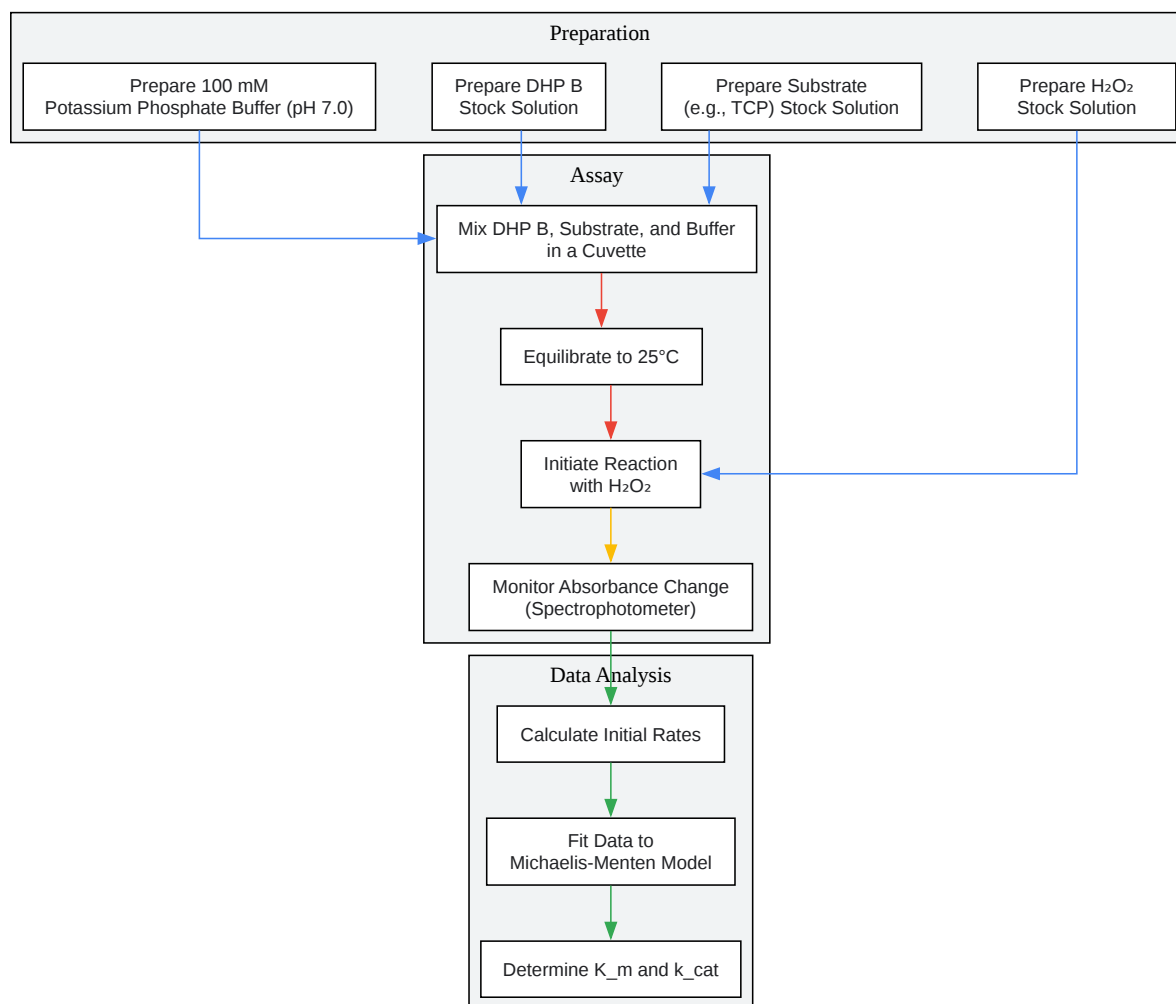 Preparation
Prepare 100 mM
Potassium Phosphate Buffer (pH 7.0)
Prepare DHP B
Stock Solution
Prepare Substrate
(e.g., TCP) Stock Solution
Prepare H₂O₂
Stock Solution
Assay
Mix DHP B, Substrate, and Buffer
in a Cuvette
Equilibrate to 25°C
Initiate Reaction
with H₂O₂
Monitor Absorbance Change
(Spectrophotometer)
Data Analysis
Calculate Initial Rates
Fit Data to
Michaelis-Menten Model
Determine K_m and k_cat